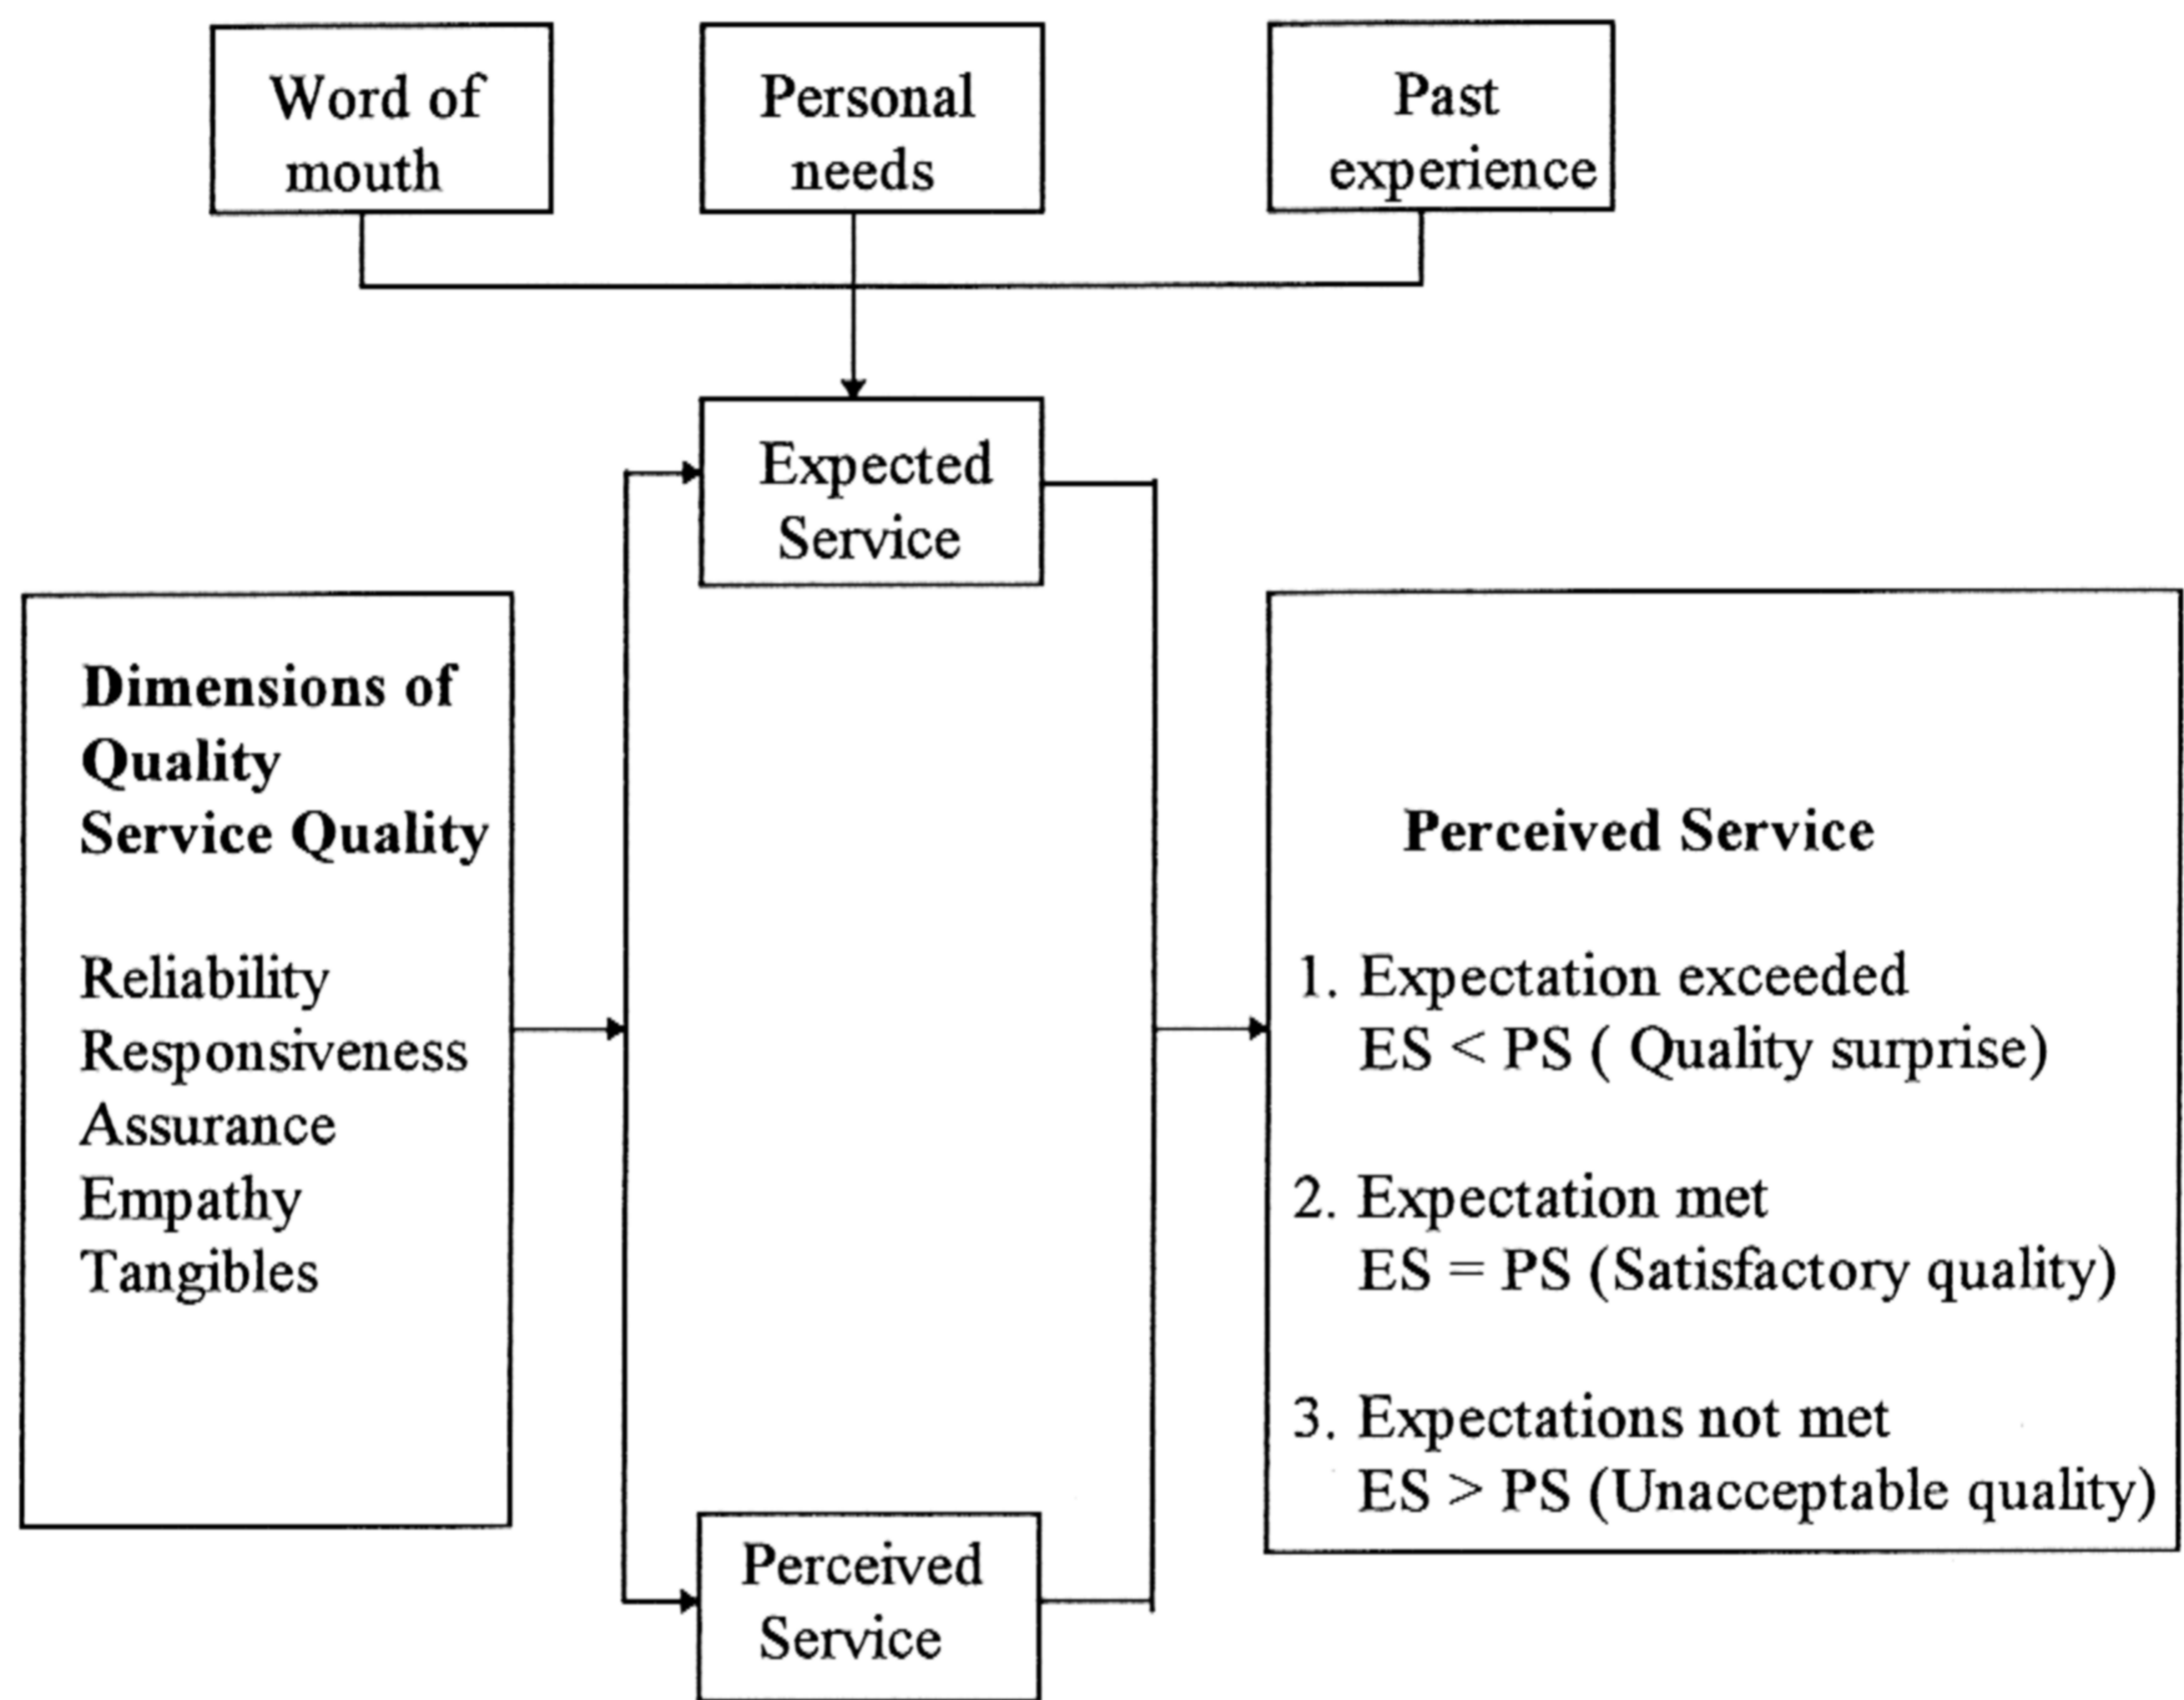 Word of
mouth
Personal
needs
Past
experience
Expected
Service
Dimensions of
Quality
Service Quality
Reliability
Responsiveness
Assurance
Empathy
Tangibles
Perceived Service
1. Expectation exceeded
ES < PS ( Quality surprise)
2. Expectation met
ES = PS (Satisfactory quality)
3. Expectations not met
ES > PS (Unacceptable quality)
Perceived
Service